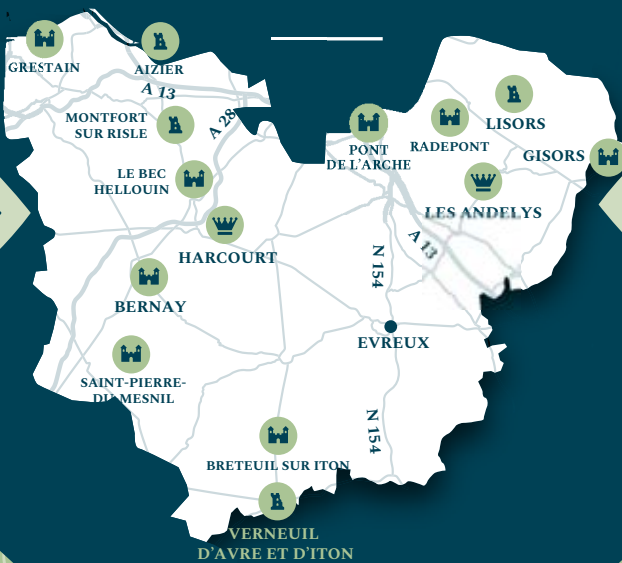 GRESTAIN
AIZIER
A 13
MONTFORT
SUR RISLE
A 28
LISORS
PONT
DE L'ARCHE
RADEPONT
GISORS
LE BEC
HELLOUIN
LES ANDELYS
HARCOURT
N 154
A 13
BERNAY
EVREUX
SAINT-PIERRE-
DU MESNIL
N 154
BRETEUIL SUR ITON
VERNEUIL
D'AVRE ET D'ITON